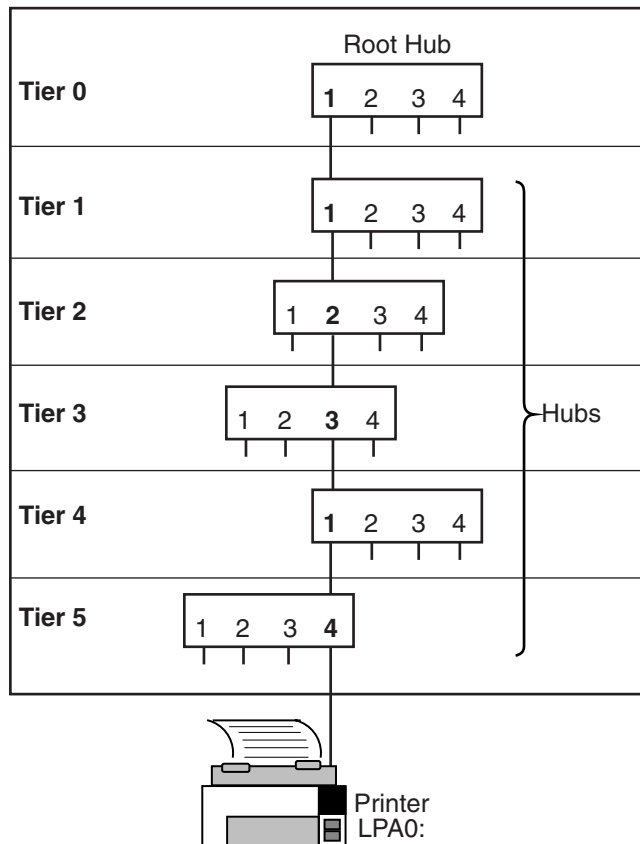 Root Hub
Tier 0
1 2 3 4
Tier 1
1 2 3 4
Tier 2
1 2 3 4
Tier 3
1 2 3 4
Hubs
Tier 4
1 2 3 4
Tier 5
1 2 3 4
Printer
LPA0: